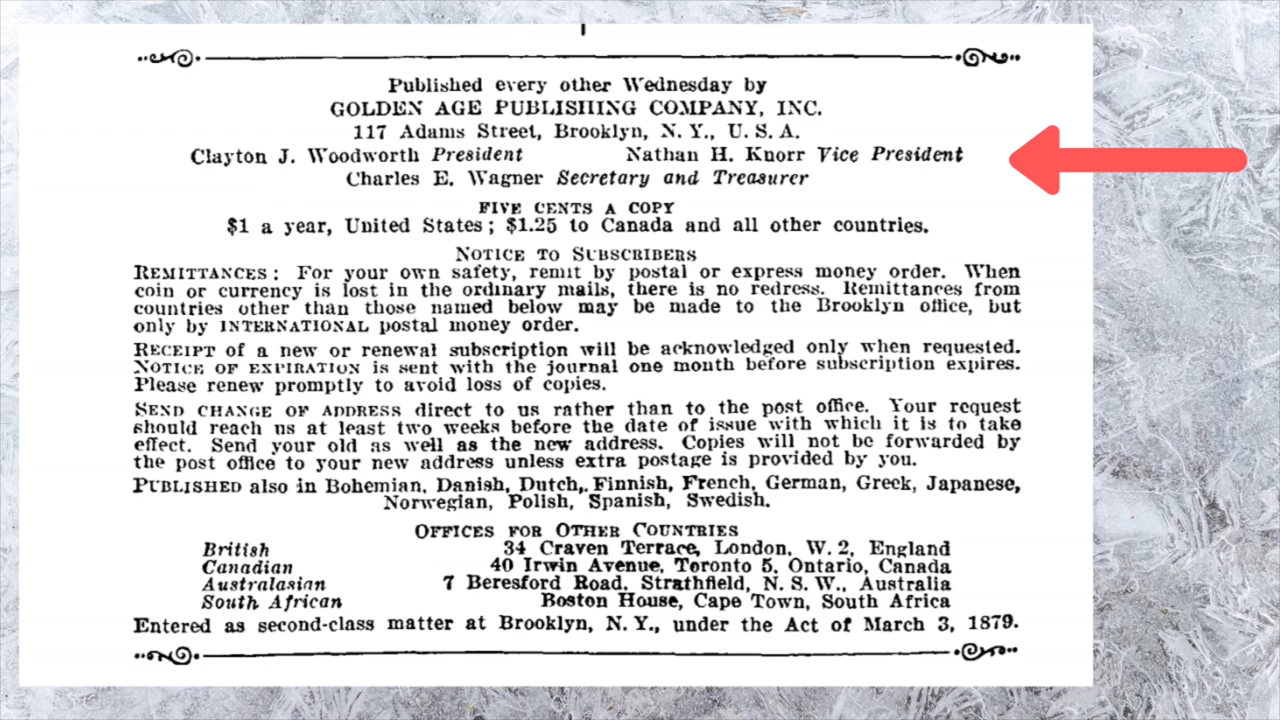 Published every other Wednesday by
GOLDEN AGE PUBLISHING COMPANY, INC.
117 Adams Street, Brooklyn, N. Y., U. S. A.
Clayton J. Woodworth President Nathan H. Knorr Vice President
Charles E. Wagner Secretary and Treasurer
FIVE CENTS A COPY
$1 a year, United States; $1.25 to Canada and all other countries.
NOTICE TO SUBSCRIBERS
REMITTANCES: For your own safety, remit by postal or express money order. When
coin or currency is lost in the ordinary mails, there is no redress. Remittances from
countries other than those named below may be made to the Brooklyn office, but
only by INTERNATIONAL postal money order.
RECEIPT of a new or renewal subscription will be acknowledged only when requested.
NOTICE OF EXPIRATION is sent with the journal one month before subscription expires.
Please renew promptly to avoid loss of copies.
SEND CHANGE OF ADDRESS direct to us rather than to the post office. Your request
should reach us at least two weeks before the date of issue with which it is to take
effect. Send your old as well as the new address. Copies will not be forwarded by
the post office to your new address unless extra postage is provided by you.
PUBLISHED also in Bohemian, Danish, Dutch, Finnish, French, German, Greek, Japanese,
Norwegian, Polish, Spanish, Swedish.
OFFICES FOR OTHER COUNTRIES
British 34 Craven Terrace, London, W. 2, England
Canadian 40 Irwin Avenue, Toronto 5, Ontario, Canada
Australasian 7 Beresford Road, Strathfield, N. S. W., Australia
South African Boston House, Cape Town, South Africa
Entered as second-class matter at Brooklyn, N. Y., under the Act of March 3, 1879.